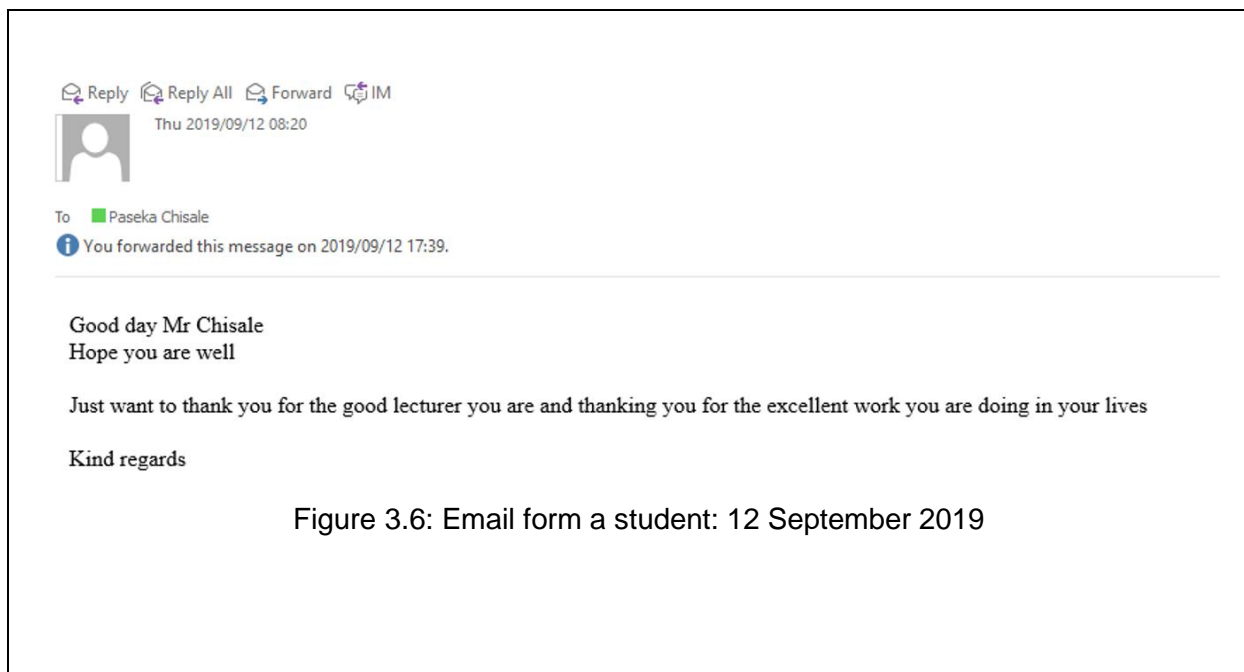 Reply Reply All Forward IM
Thu 2019/09/12 08:20
To Paseka Chisale
You forwarded this message on 2019/09/12 17:39.
Good day Mr Chisale
Hope you are well
Just want to thank you for the good lecturer you are and thanking you for the excellent work you are doing in your lives
Kind regards
Figure 3.6: Email form a student: 12 September 2019